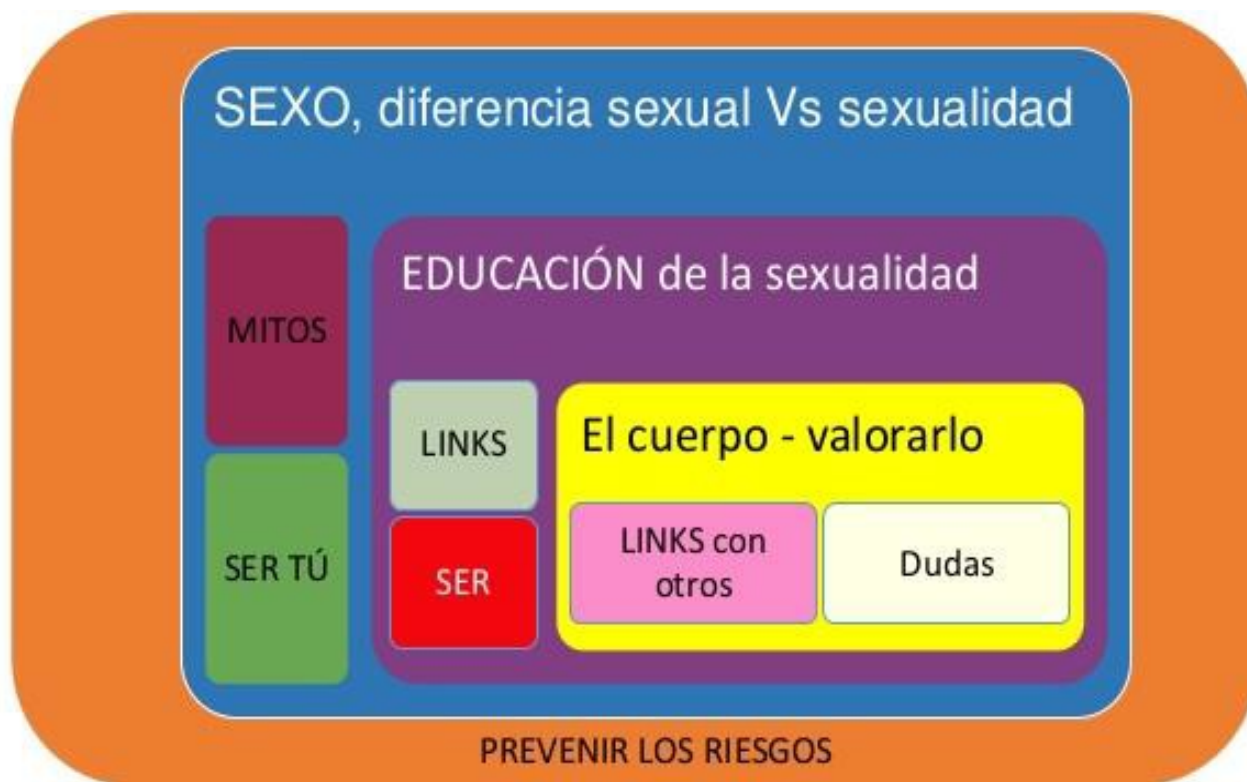 SEXO, diferencia sexual Vs sexualidad
MITOS
SER TÚ
EDUCACIÓN de la sexualidad
LINKS
SER
El cuerpo - valorarlo
LINKS con
otros
Dudas
PREVENIR LOS RIESGOS